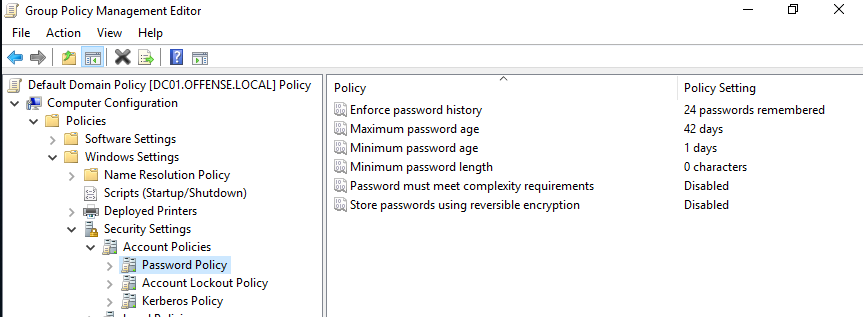 Group Policy Management Editor
File Action View Help
Default Domain Policy [DC01.OFFENSE.LOCAL] Policy
Computer Configuration
Policies
Software Settings
Windows Settings
Name Resolution Policy
Scripts (Startup/Shutdown)
Deployed Printers
Security Settings
Account Policies
Password Policy
Account Lockout Policy
Kerberos Policy
Policy Policy Setting
Enforce password history 24 passwords remembered
Maximum password age 42 days
Minimum password age 1 days
Minimum password length 0 characters
Password must meet complexity requirements Disabled
Store passwords using reversible encryption Disabled